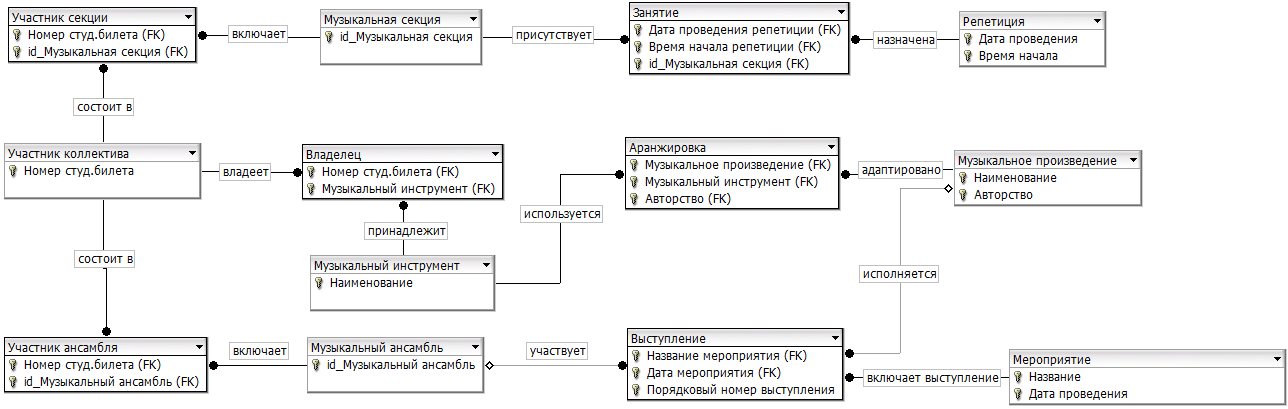 Участник секции
Номер студ.билета (FK)
id_Музыкальная секция (FK)
включает
Музыкальная секция
id_Музыкальная секция
присутствует
Занятие
Дата проведения репетиции (FK)
Время начала репетиции (FK)
id_Музыкальная секция (FK)
назначена
Репетиция
Дата проведения
Время начала
состоит в
Участник коллектива
Номер студ.билета
владеет
Владелец
Номер студ.билета (FK)
Музыкальный инструмент (FK)
Аранжировка
Музыкальное произведение (FK)
Музыкальный инструмент (FK)
Авторство (FK)
адаптировано
Музыкальное произведение
Наименование
Авторство
используется
принадлежит
состоит в
Музыкальный инструмент
Наименование
исполняется
Участник ансамбля
Номер студ.билета (FK)
id_Музыкальный ансамбль (FK)
включает
Музыкальный ансамбль
id_Музыкальный ансамбль
участвует
Выступление
Название мероприятия (FK)
Дата мероприятия (FK)
Порядковый номер выступления
включает выступление
Мероприятие
Название
Дата проведения